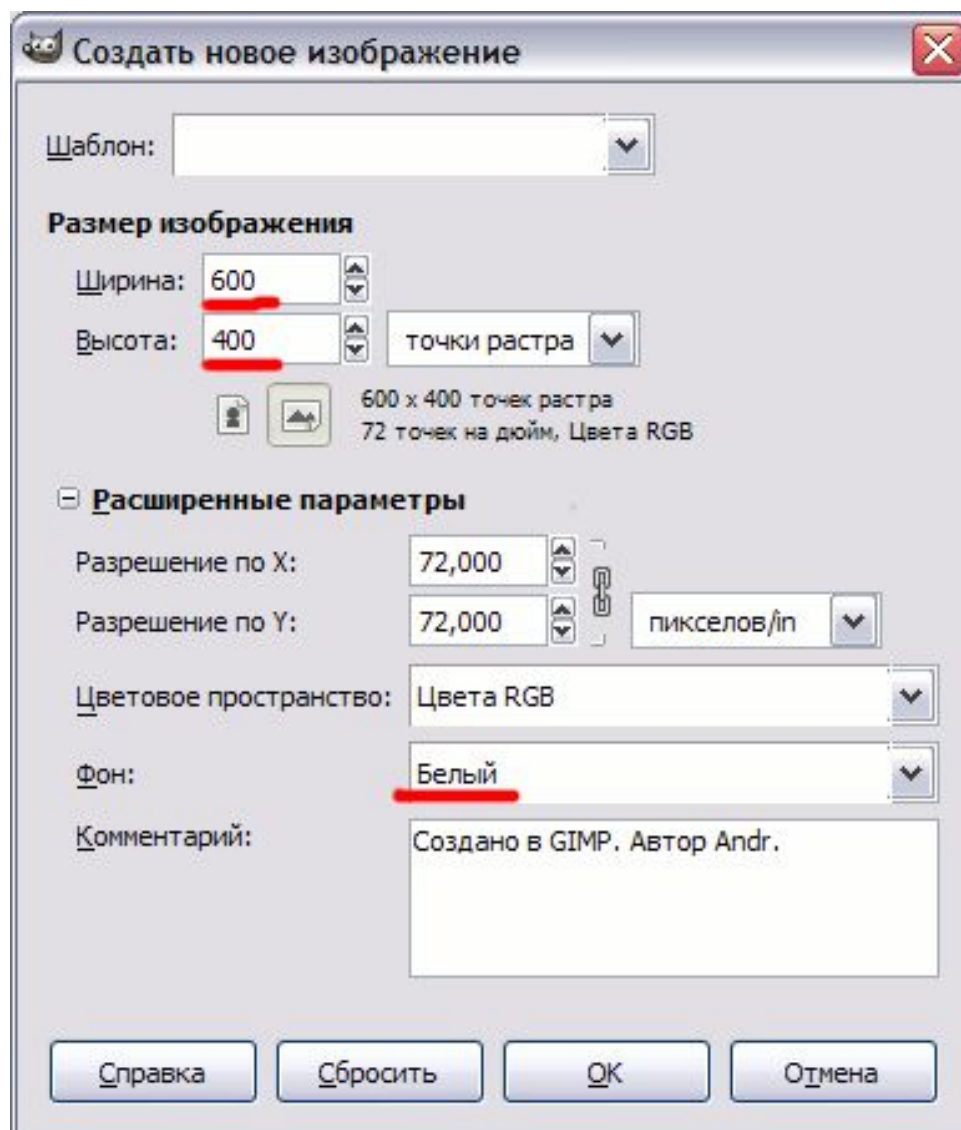 Создать новое изображение
Шаблон:
Размер изображения
Ширина: 600
Высота: 400 точки растра
600 x 400 точек растра
72 точек на дюйм, Цвета RGB
Расширенные параметры
Разрешение по X: 72,000
Разрешение по Y: 72,000 пикселов/in
Цветовое пространство: Цвета RGB
Фон: Белый
Комментарий: Создано в GIMP. Автор Andr.
Справка Сбросить OK Отмена